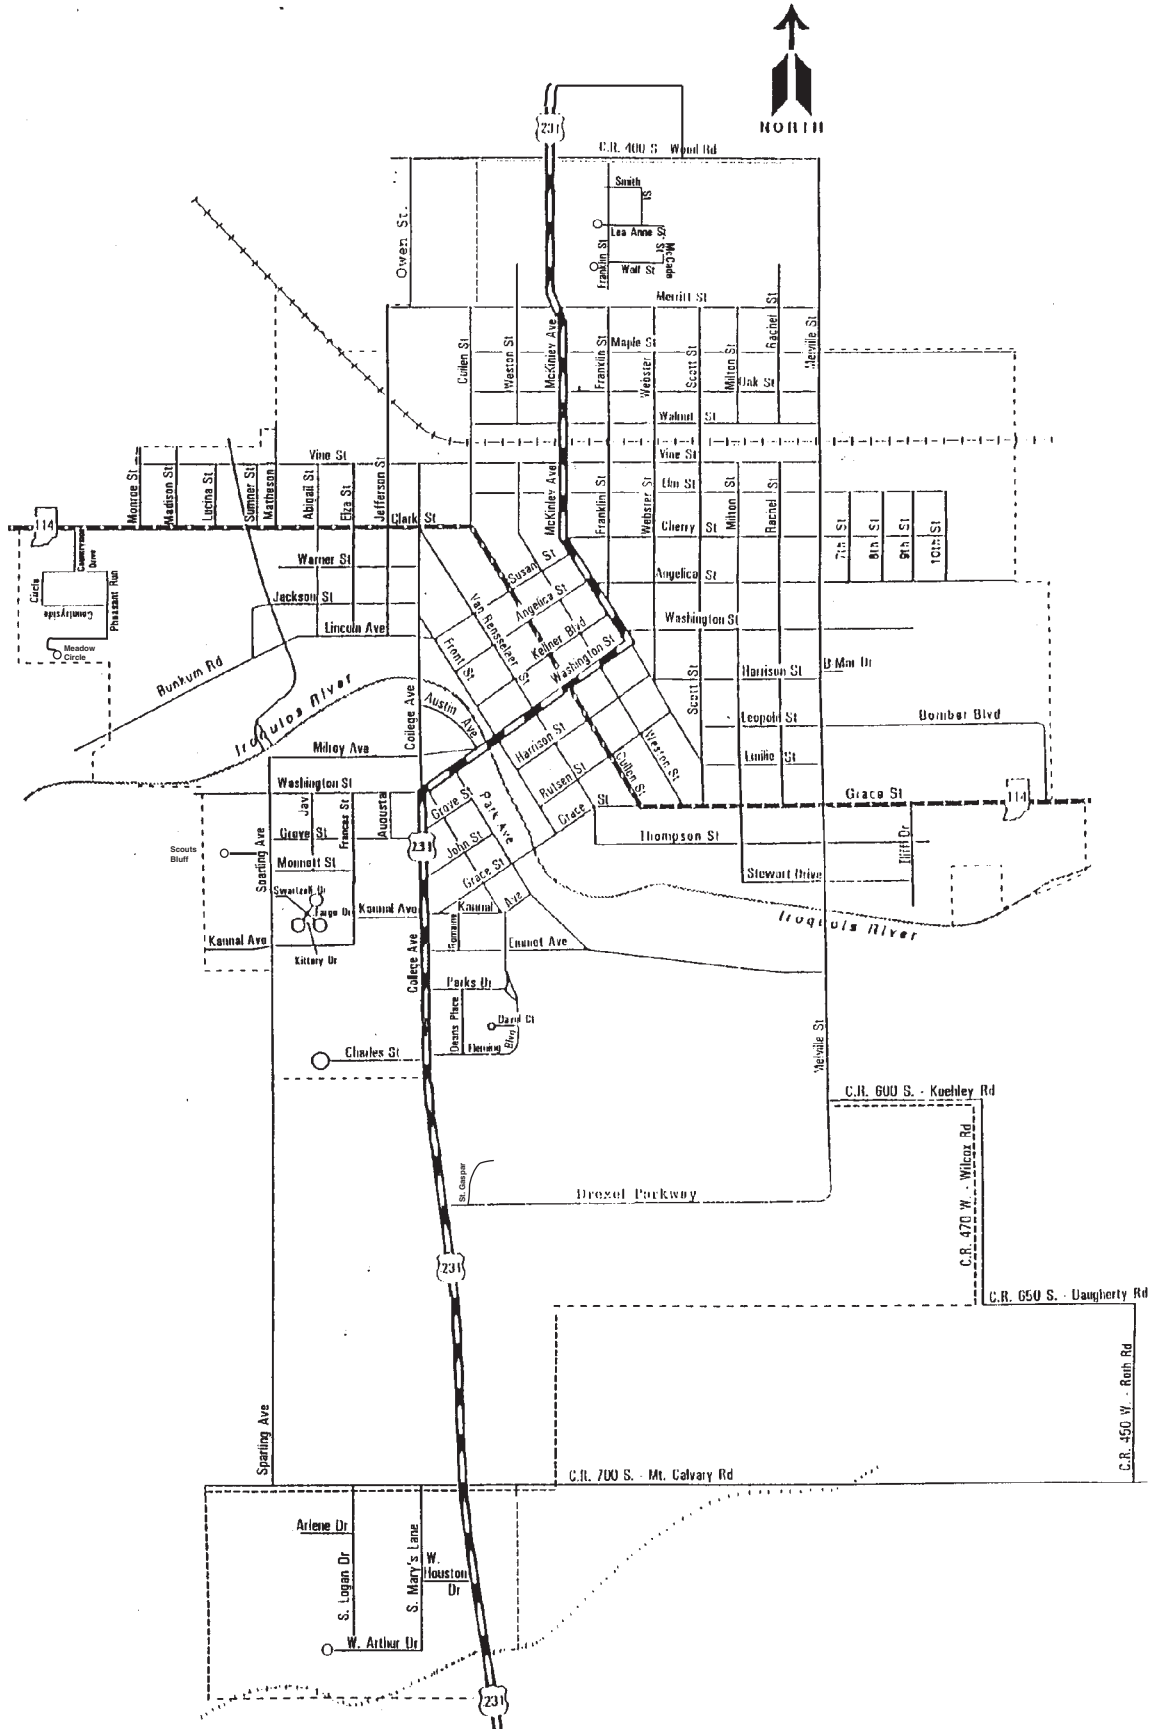 NORTH
231
C.R. 400 S - Wood Rd
Smith
St
Lea Anne St
McCade
St.
Wolf St
Franklin St
Owen St.
Merritt St
Rachel St
Melville St
Cullen St
Weston St
McKinley Ave
Franklin St
Maple St
Webster St
Scott St
Milton St
Oak St
Walnut St
Vine St
Vine St
Monroe St
Madison St
Lucina St
Sumner St
Matheson
Abigail St
Elza St
Jefferson St
McKinley Ave
Franklin St
Elm St
Webster St
Milton St
Rachel St
Cherry St
7th St
8th St
9th St
10th St
114
Clark St
Drive
Circle
Countryside
Pheasant Run
Meadow
Circle
Warner St
Jackson St
Lincoln Ave
Susan St
Angelica St
Angelica St
Van Rensselaer St
Kellner Blvd
Front St
Washington St
Washington St
Bunkum Rd
Iroquois River
College Ave
Austin Ave
Harrison St
B Mar Dr
Scott St
Leopold St
Bomber Blvd
Milroy Ave
Harrison St
Weston St
Cullen St
Emilie St
Washington St
Rutsen St
Grace St
Grace St
114
Jay
Frances St
Augusta
Grove St
Park Ave
Grove St
John St
Thompson St
Iliff Dr
231
Sparling Ave
Scouts
Bluff
Monnett St
Grace St
Stewart Drive
Swartzell Dr
Fargo Dr
Kannal Ave
Kannal Ave
Iroquois River
Kannal Ave
Kittery Dr
College Ave
Emmet Ave
Parks Dr
Deans Place
David Ct
Fleming Blvd
Charles St
Melville St
C.R. 600 S. - Koehley Rd
C.R. 470 W. - Wilcox Rd
St. Gaspar
Drexel Parkway
231
C.R. 650 S. - Daugherty Rd
C.R. 450 W. - Roth Rd
Sparling Ave
C.R. 700 S. - Mt. Calvary Rd
Arlene Dr
S. Logan Dr
S. Mary's Lane
W.
Houston
Dr
W. Arthur Dr
231